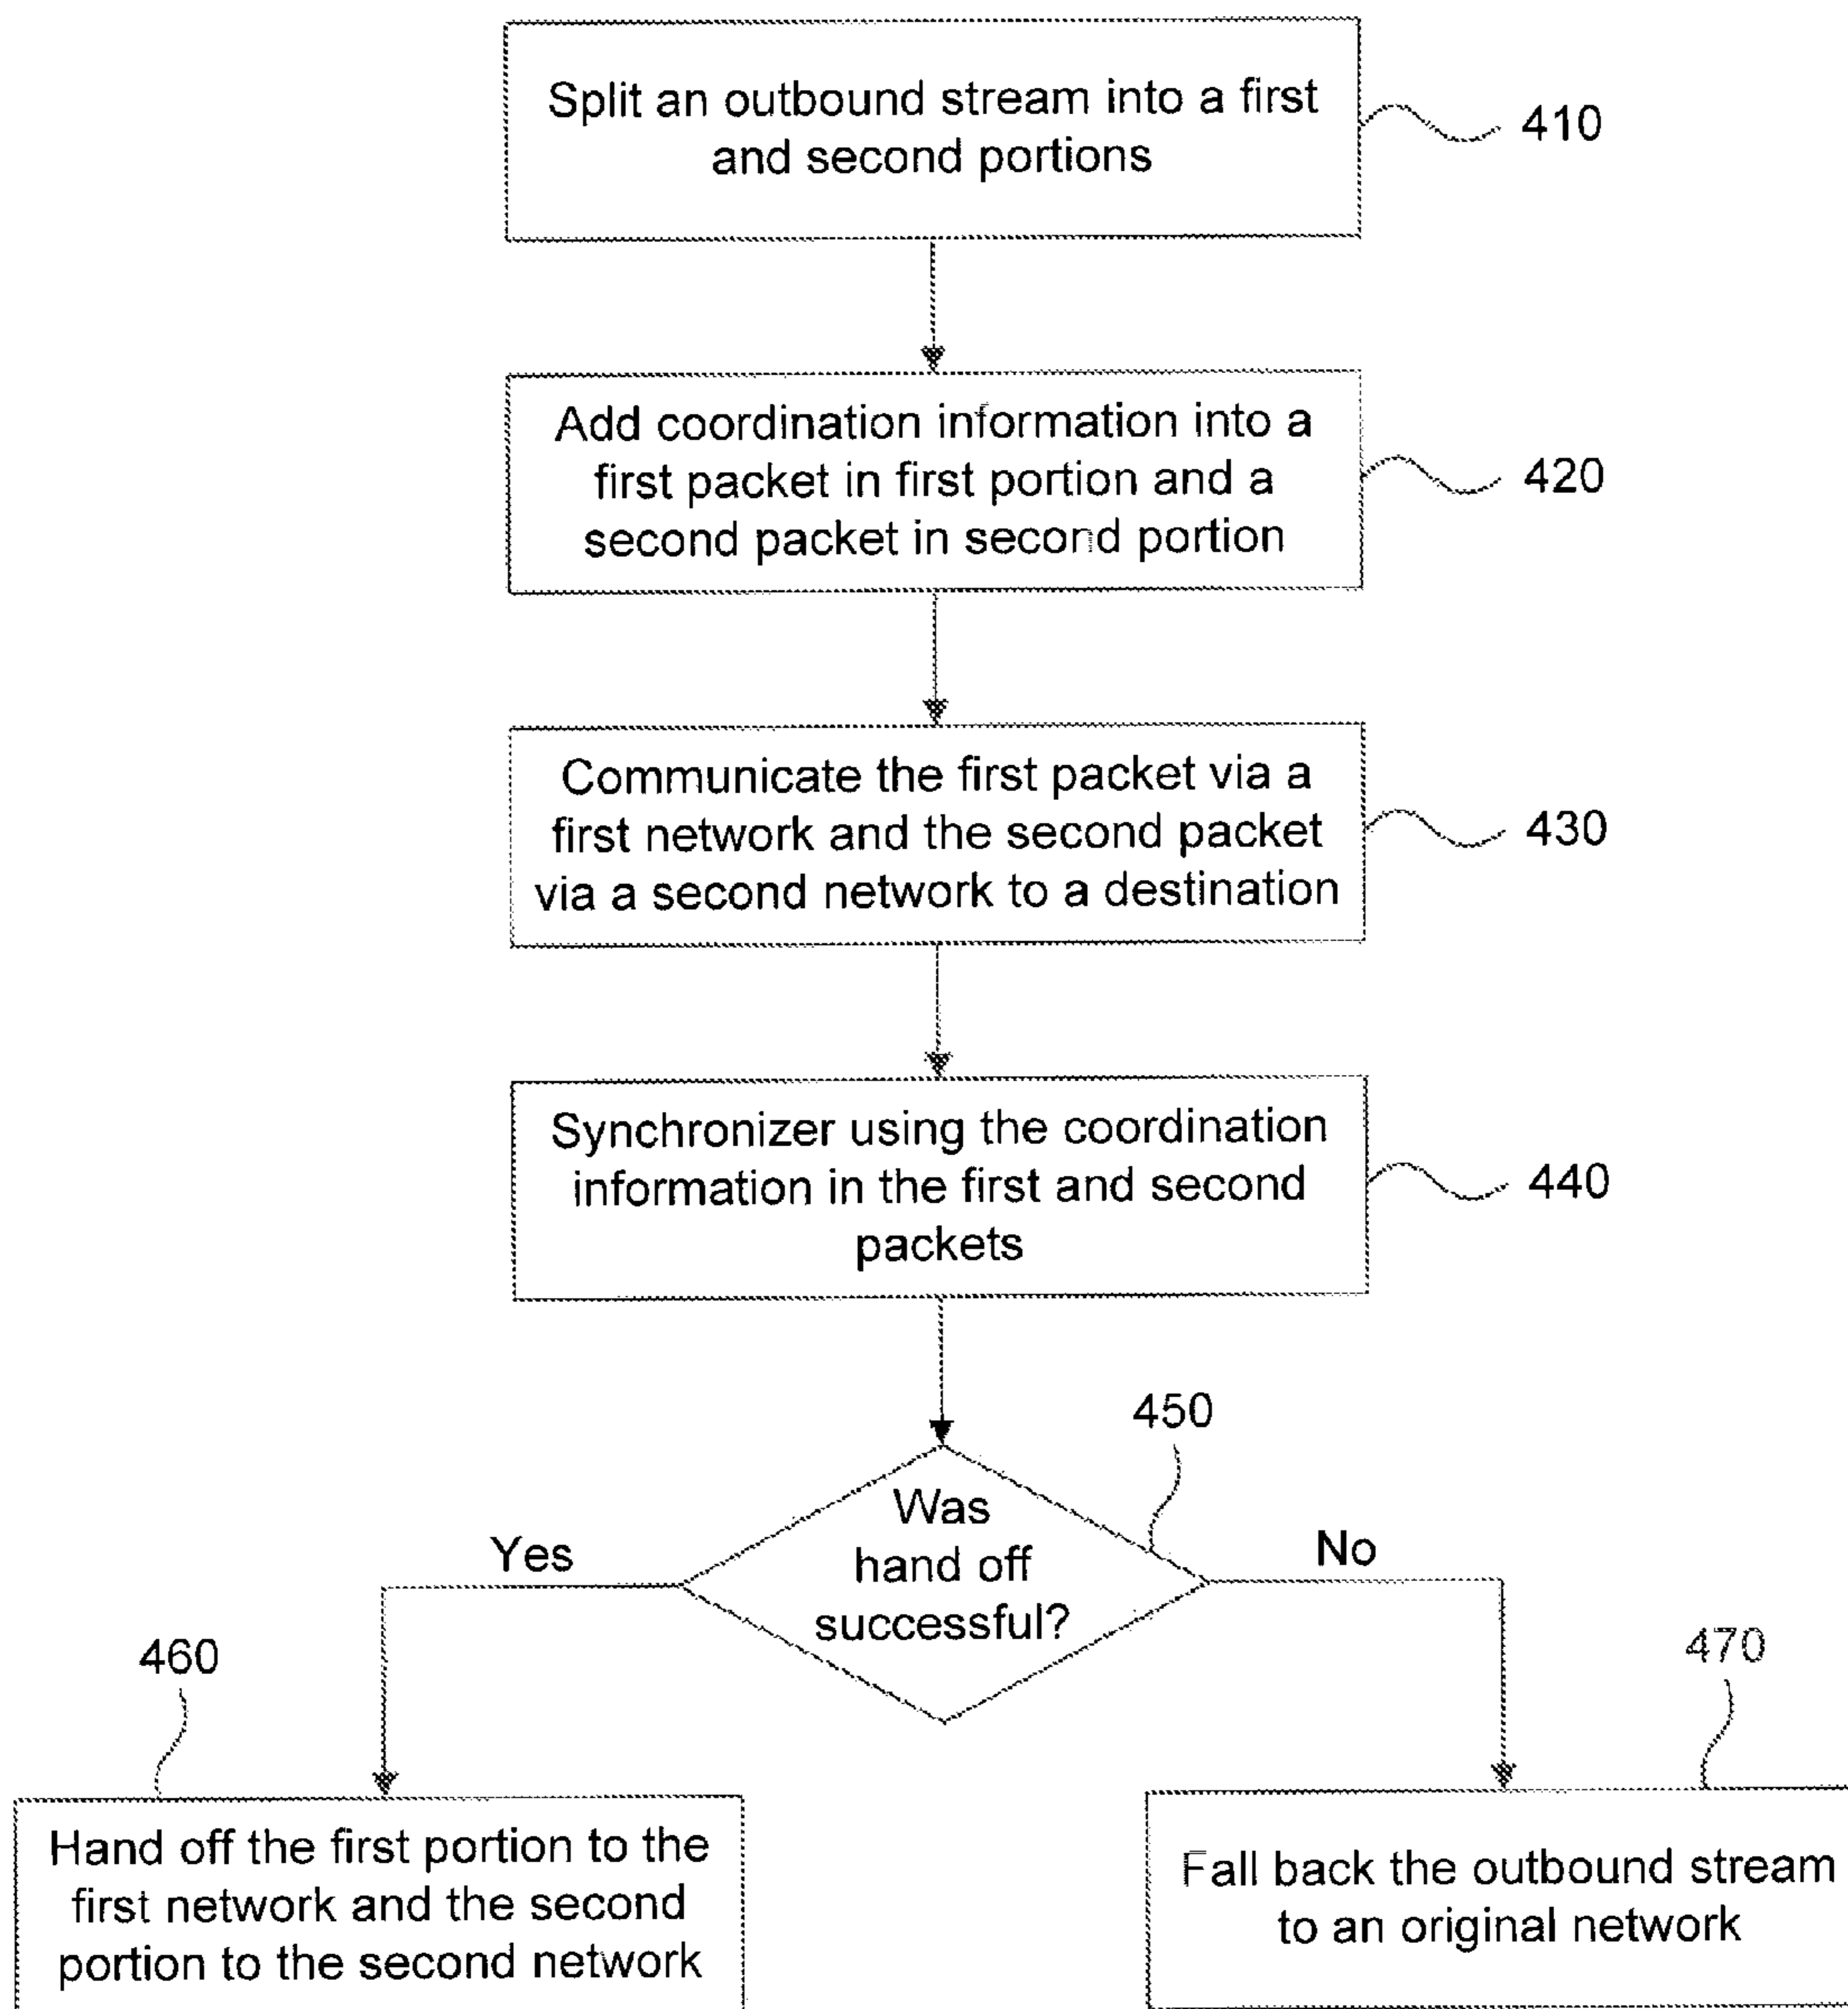 Split an outbound stream into a first
and second portions
410
Add coordination information into a
first packet in first portion and a
second packet in second portion
420
Communicate the first packet via a
first network and the second packet
via a second network to a destination
430
Synchronizer using the coordination
information in the first and second
packets
440
450
Was
hand off
successful?
Yes
No
460
Hand off the first portion to the
first network and the second
portion to the second network
470
Fall back the outbound stream
to an original network